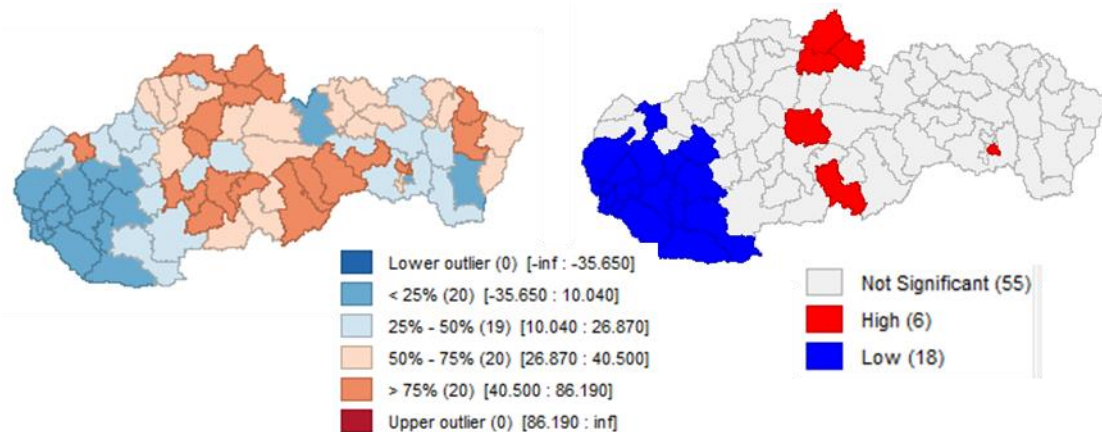 Lower outlier (0) [-inf : -35.650]
< 25% (20) [-35.650 : 10.040]
25% - 50% (19) [10.040 : 26.870]
50% - 75% (20) [26.870 : 40.500]
> 75% (20) [40.500 : 86.190]
Upper outlier (0) [86.190 : inf]
Not Significant (55)
High (6)
Low (18)